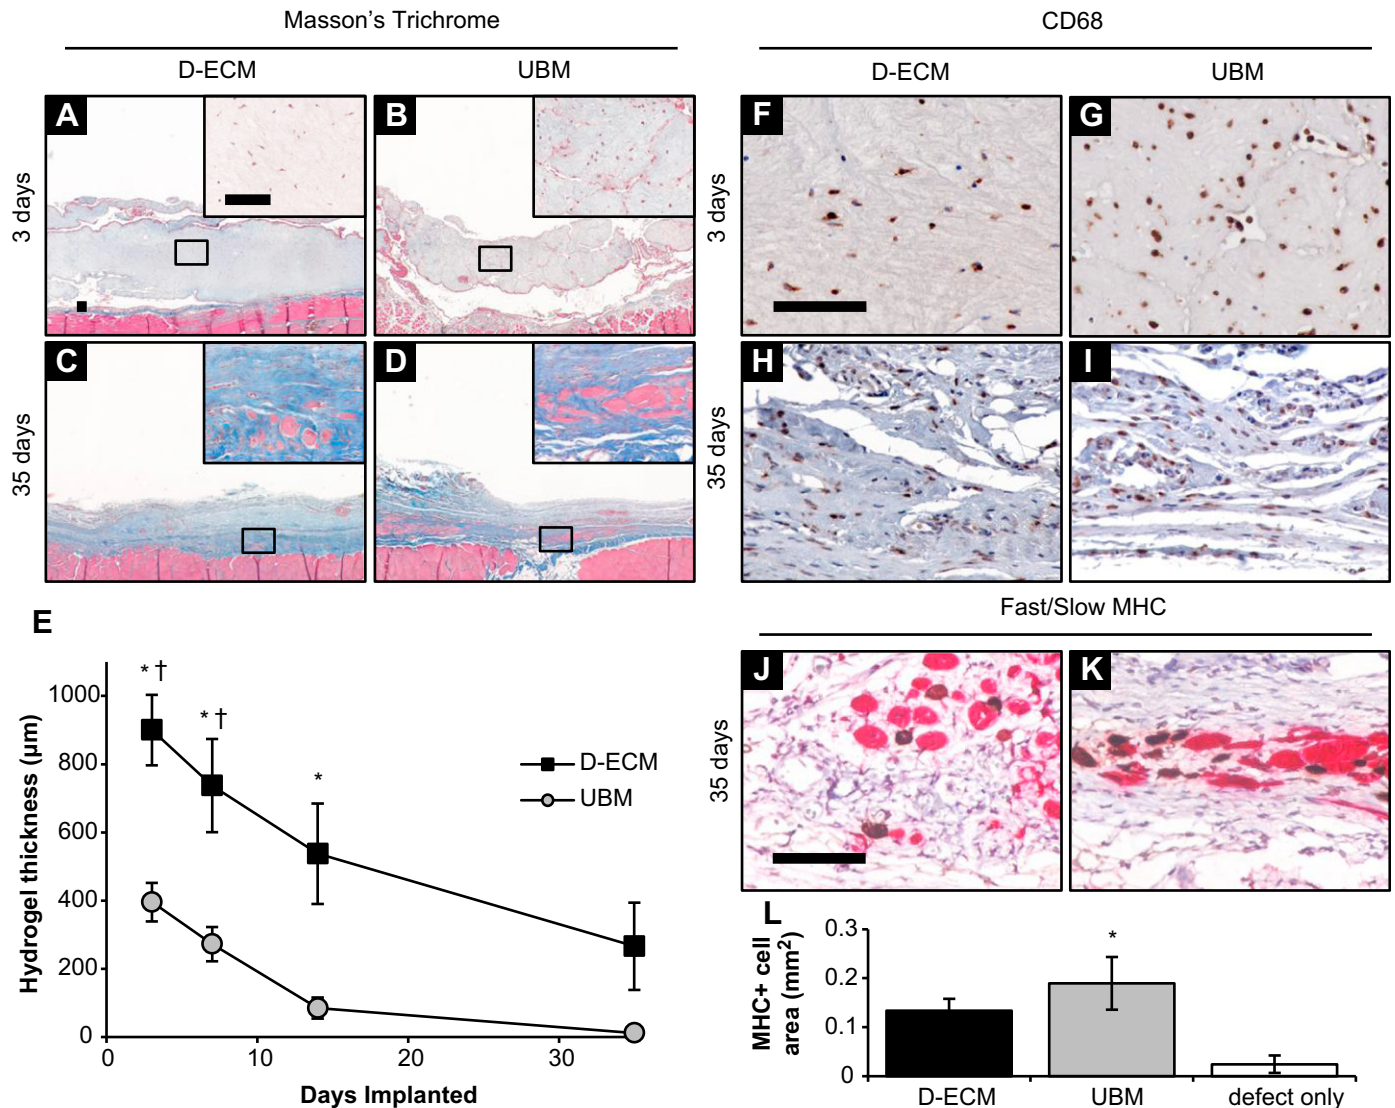 Masson's Trichrome
D-ECM
UBM
3 days
A
B
35 days
C
D
CD68
D-ECM
UBM
3 days
F
G
35 days
H
I
E
Hydrogel thickness (µm)
1000
800
600
400
200
0
* †
* †
*
D-ECM
UBM
0
10
20
30
Days Implanted
Fast/Slow MHC
35 days
J
K
L
MHC+ cell
area (mm²)
0.3
0.2
0.1
0
*
D-ECM
UBM
defect only